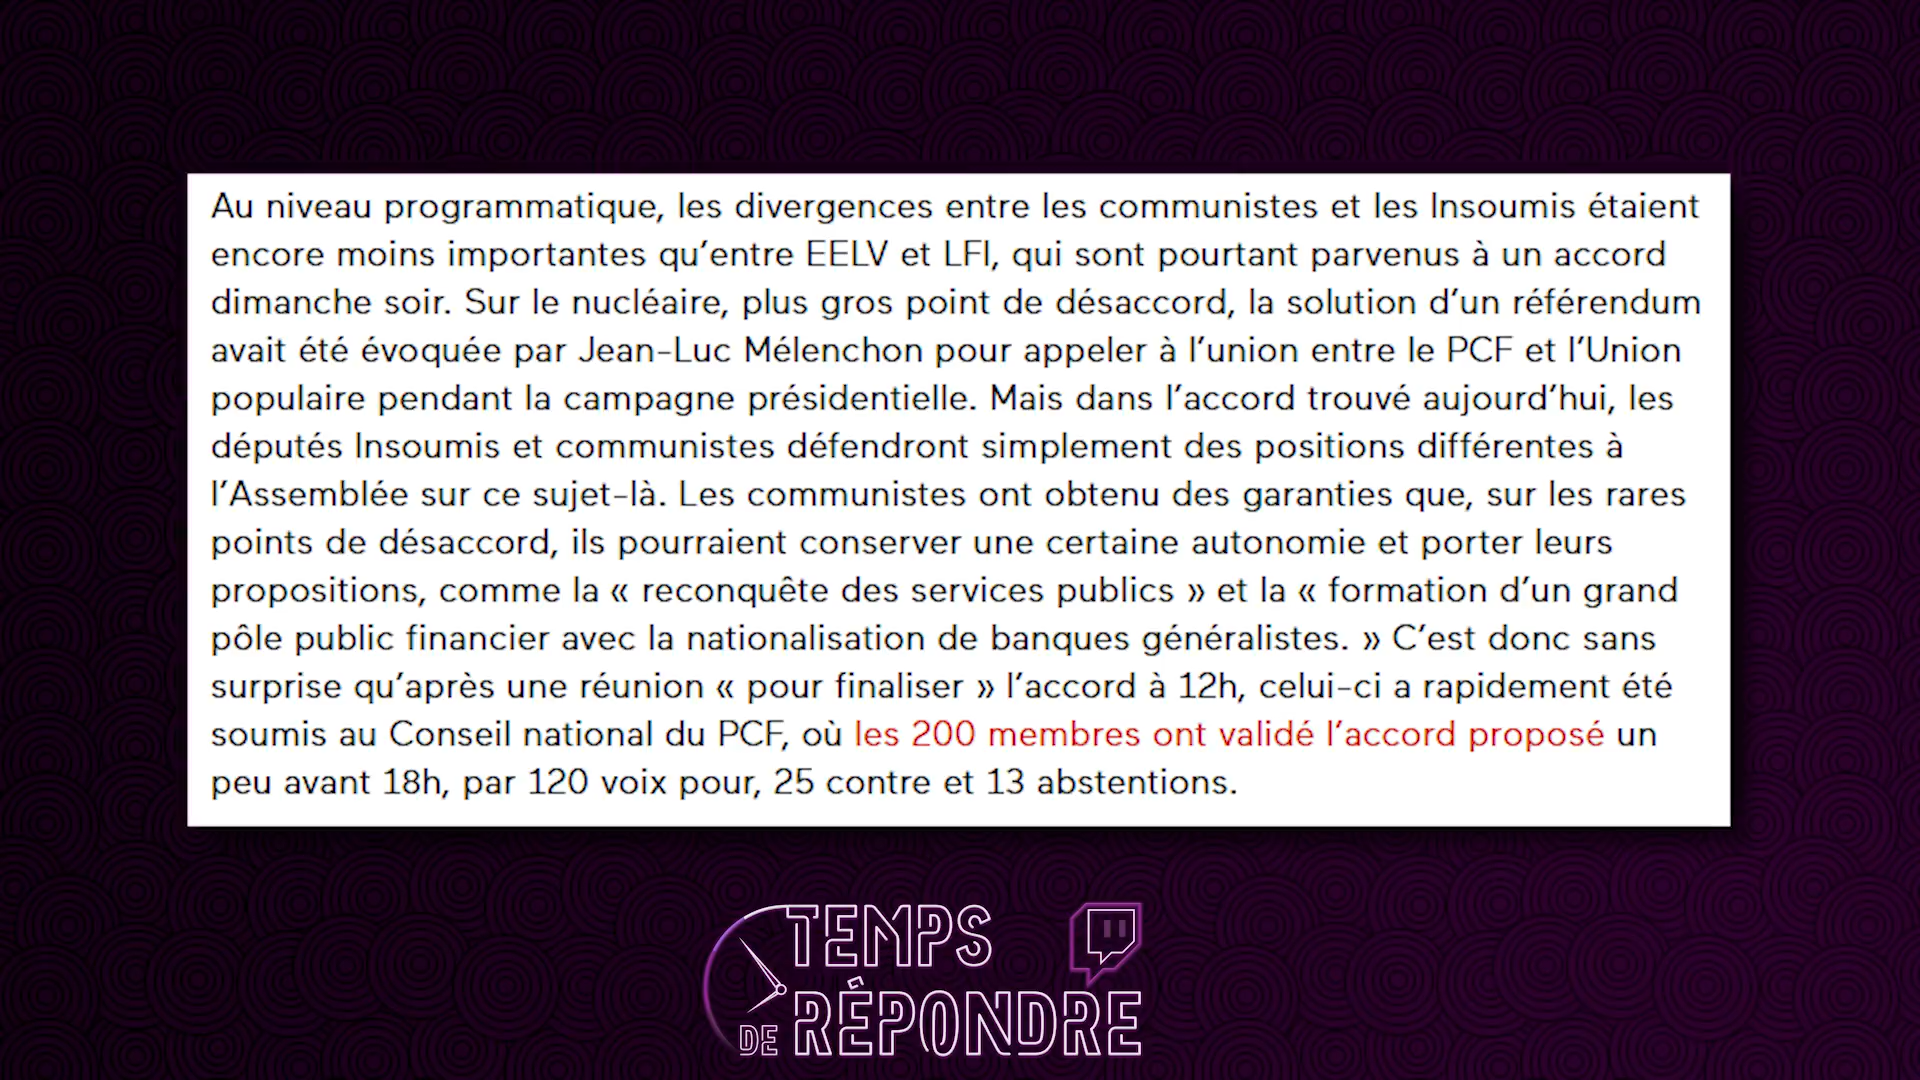 Au niveau programmatique, les divergences entre les communistes et les Insoumis étaient
encore moins importantes qu’entre EELV et LFI, qui sont pourtant parvenus à un accord
dimanche soir. Sur le nucléaire, plus gros point de désaccord, la solution d’un référendum
avait été évoquée par Jean-Luc Mélenchon pour appeler à l’union entre le PCF et l’Union
populaire pendant la campagne présidentielle. Mais dans l’accord trouvé aujourd’hui, les
députés Insoumis et communistes défendront simplement des positions différentes à
l’Assemblée sur ce sujet-là. Les communistes ont obtenu des garanties que, sur les rares
points de désaccord, ils pourraient conserver une certaine autonomie et porter leurs
propositions, comme la « reconquête des services publics » et la « formation d’un grand
pôle public financier avec la nationalisation de banques généralistes. » C’est donc sans
surprise qu’après une réunion « pour finaliser » l’accord à 12h, celui-ci a rapidement été
soumis au Conseil national du PCF, où les 200 membres ont validé l’accord proposé un
peu avant 18h, par 120 voix pour, 25 contre et 13 abstentions.
TEMPS
DE RÉPONDRE